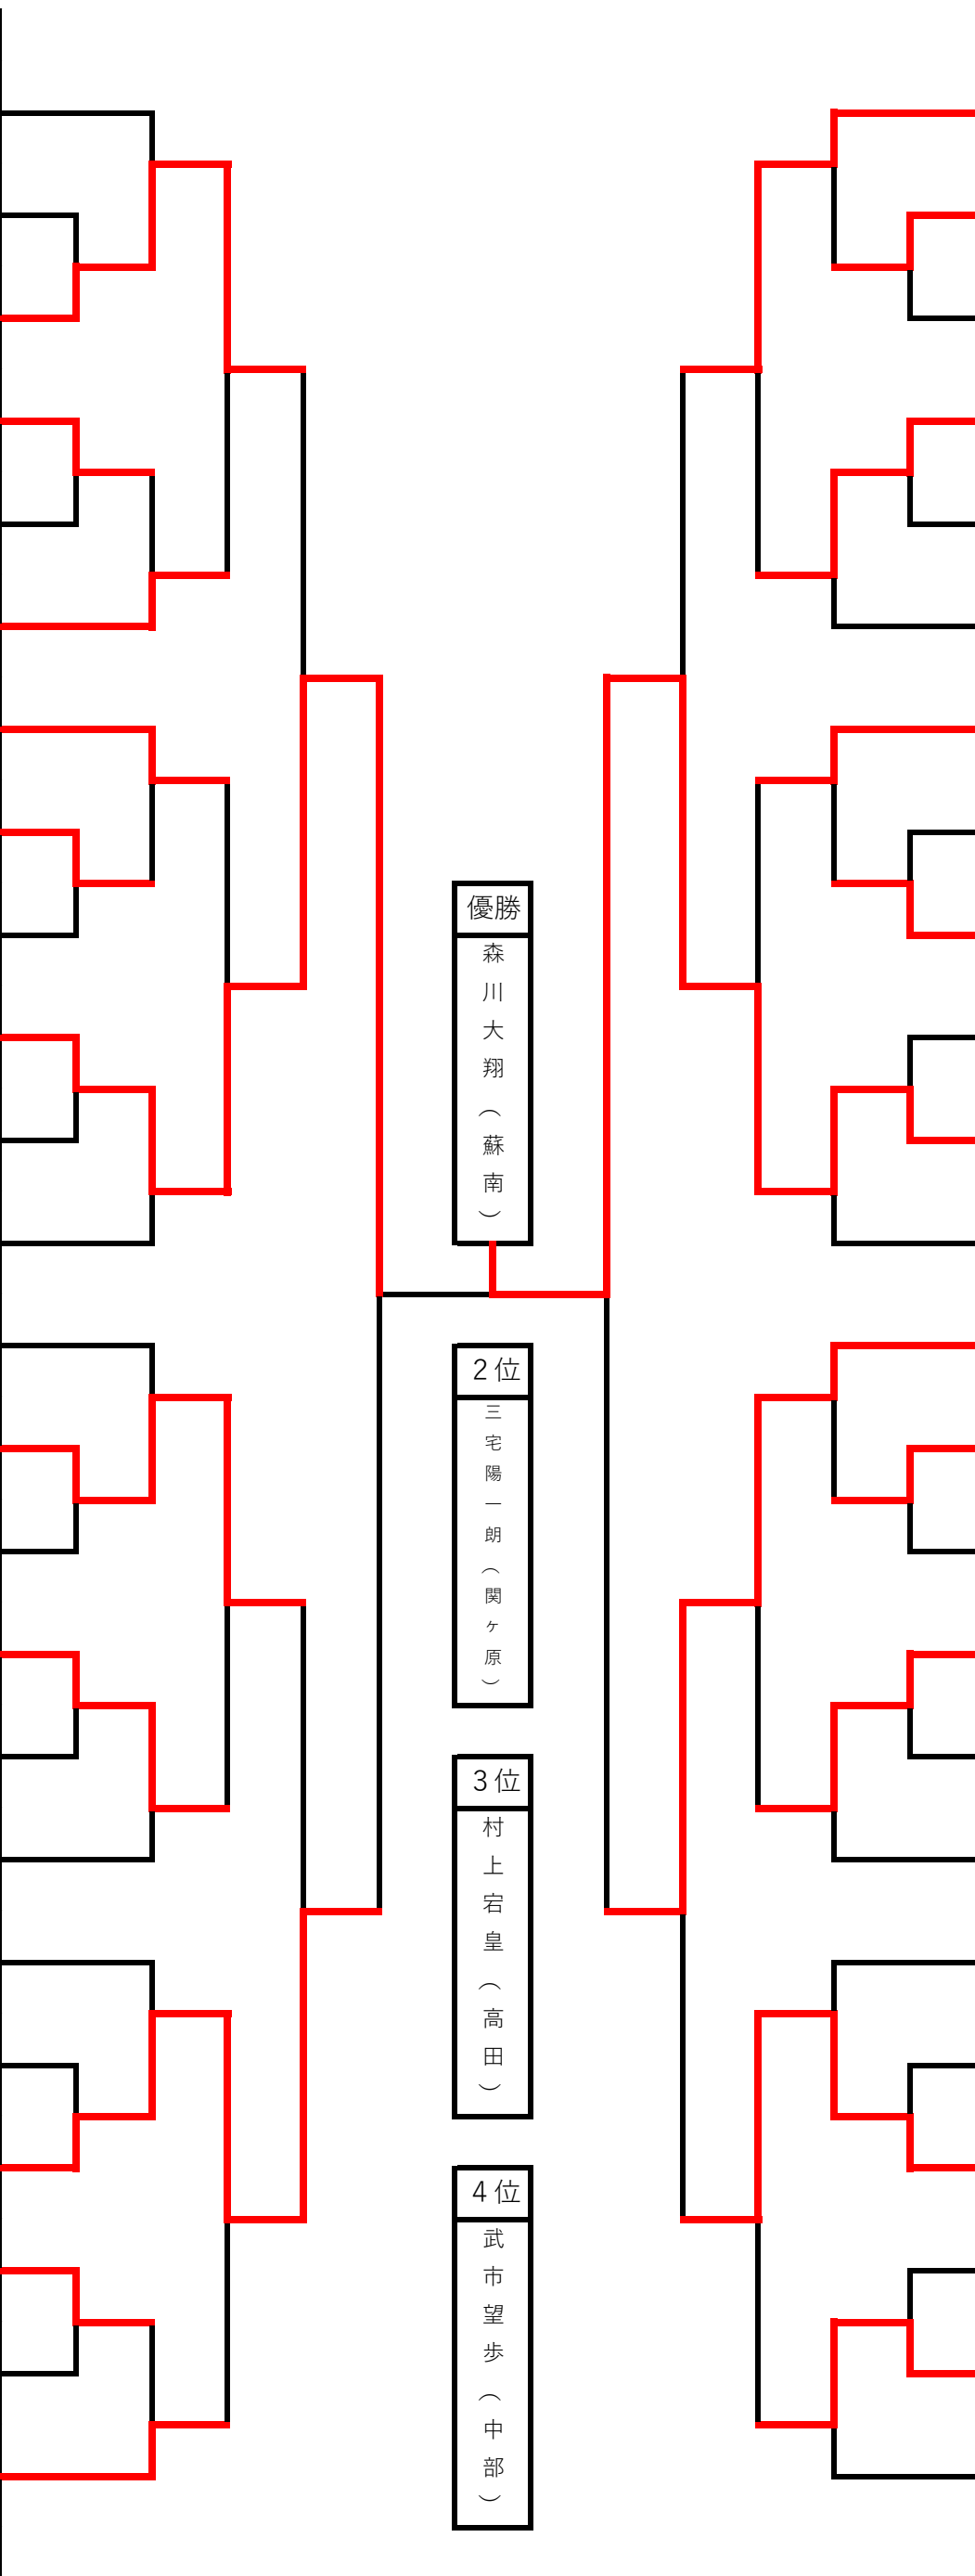 優勝
森川大翔（蘇南）
２位
三宅陽一朗（関ヶ原）
３位
村上宕皇（高田）
４位
武市望歩（中部）